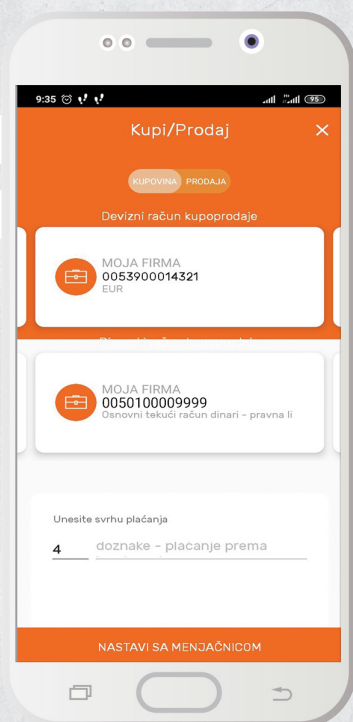 9:35
95
Kupi/Prodaj
KUPOVINA PRODAJA
Devizni račun kupoprodaje
MOJA FIRMA
0053900014321
EUR
MOJA FIRMA
0050100009999
Osnovni tekući račun dinari - pravna li
Unesite svrhu plaćanja
4 doznake - placanje prema
NASTAVI SA MENJAČNICOM